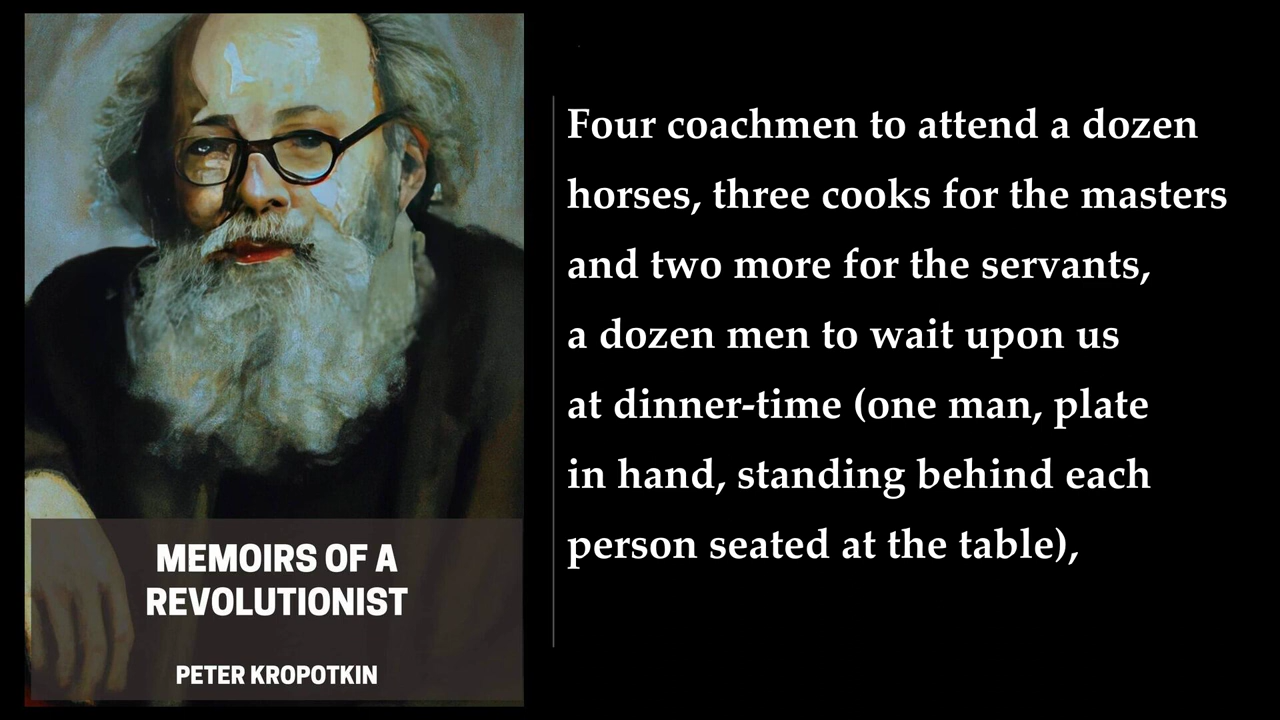 MEMOIRS OF A
REVOLUTIONIST
PETER KROPOTKIN
Four coachmen to attend a dozen
horses, three cooks for the masters
and two more for the servants,
a dozen men to wait upon us
at dinner-time (one man, plate
in hand, standing behind each
person seated at the table),